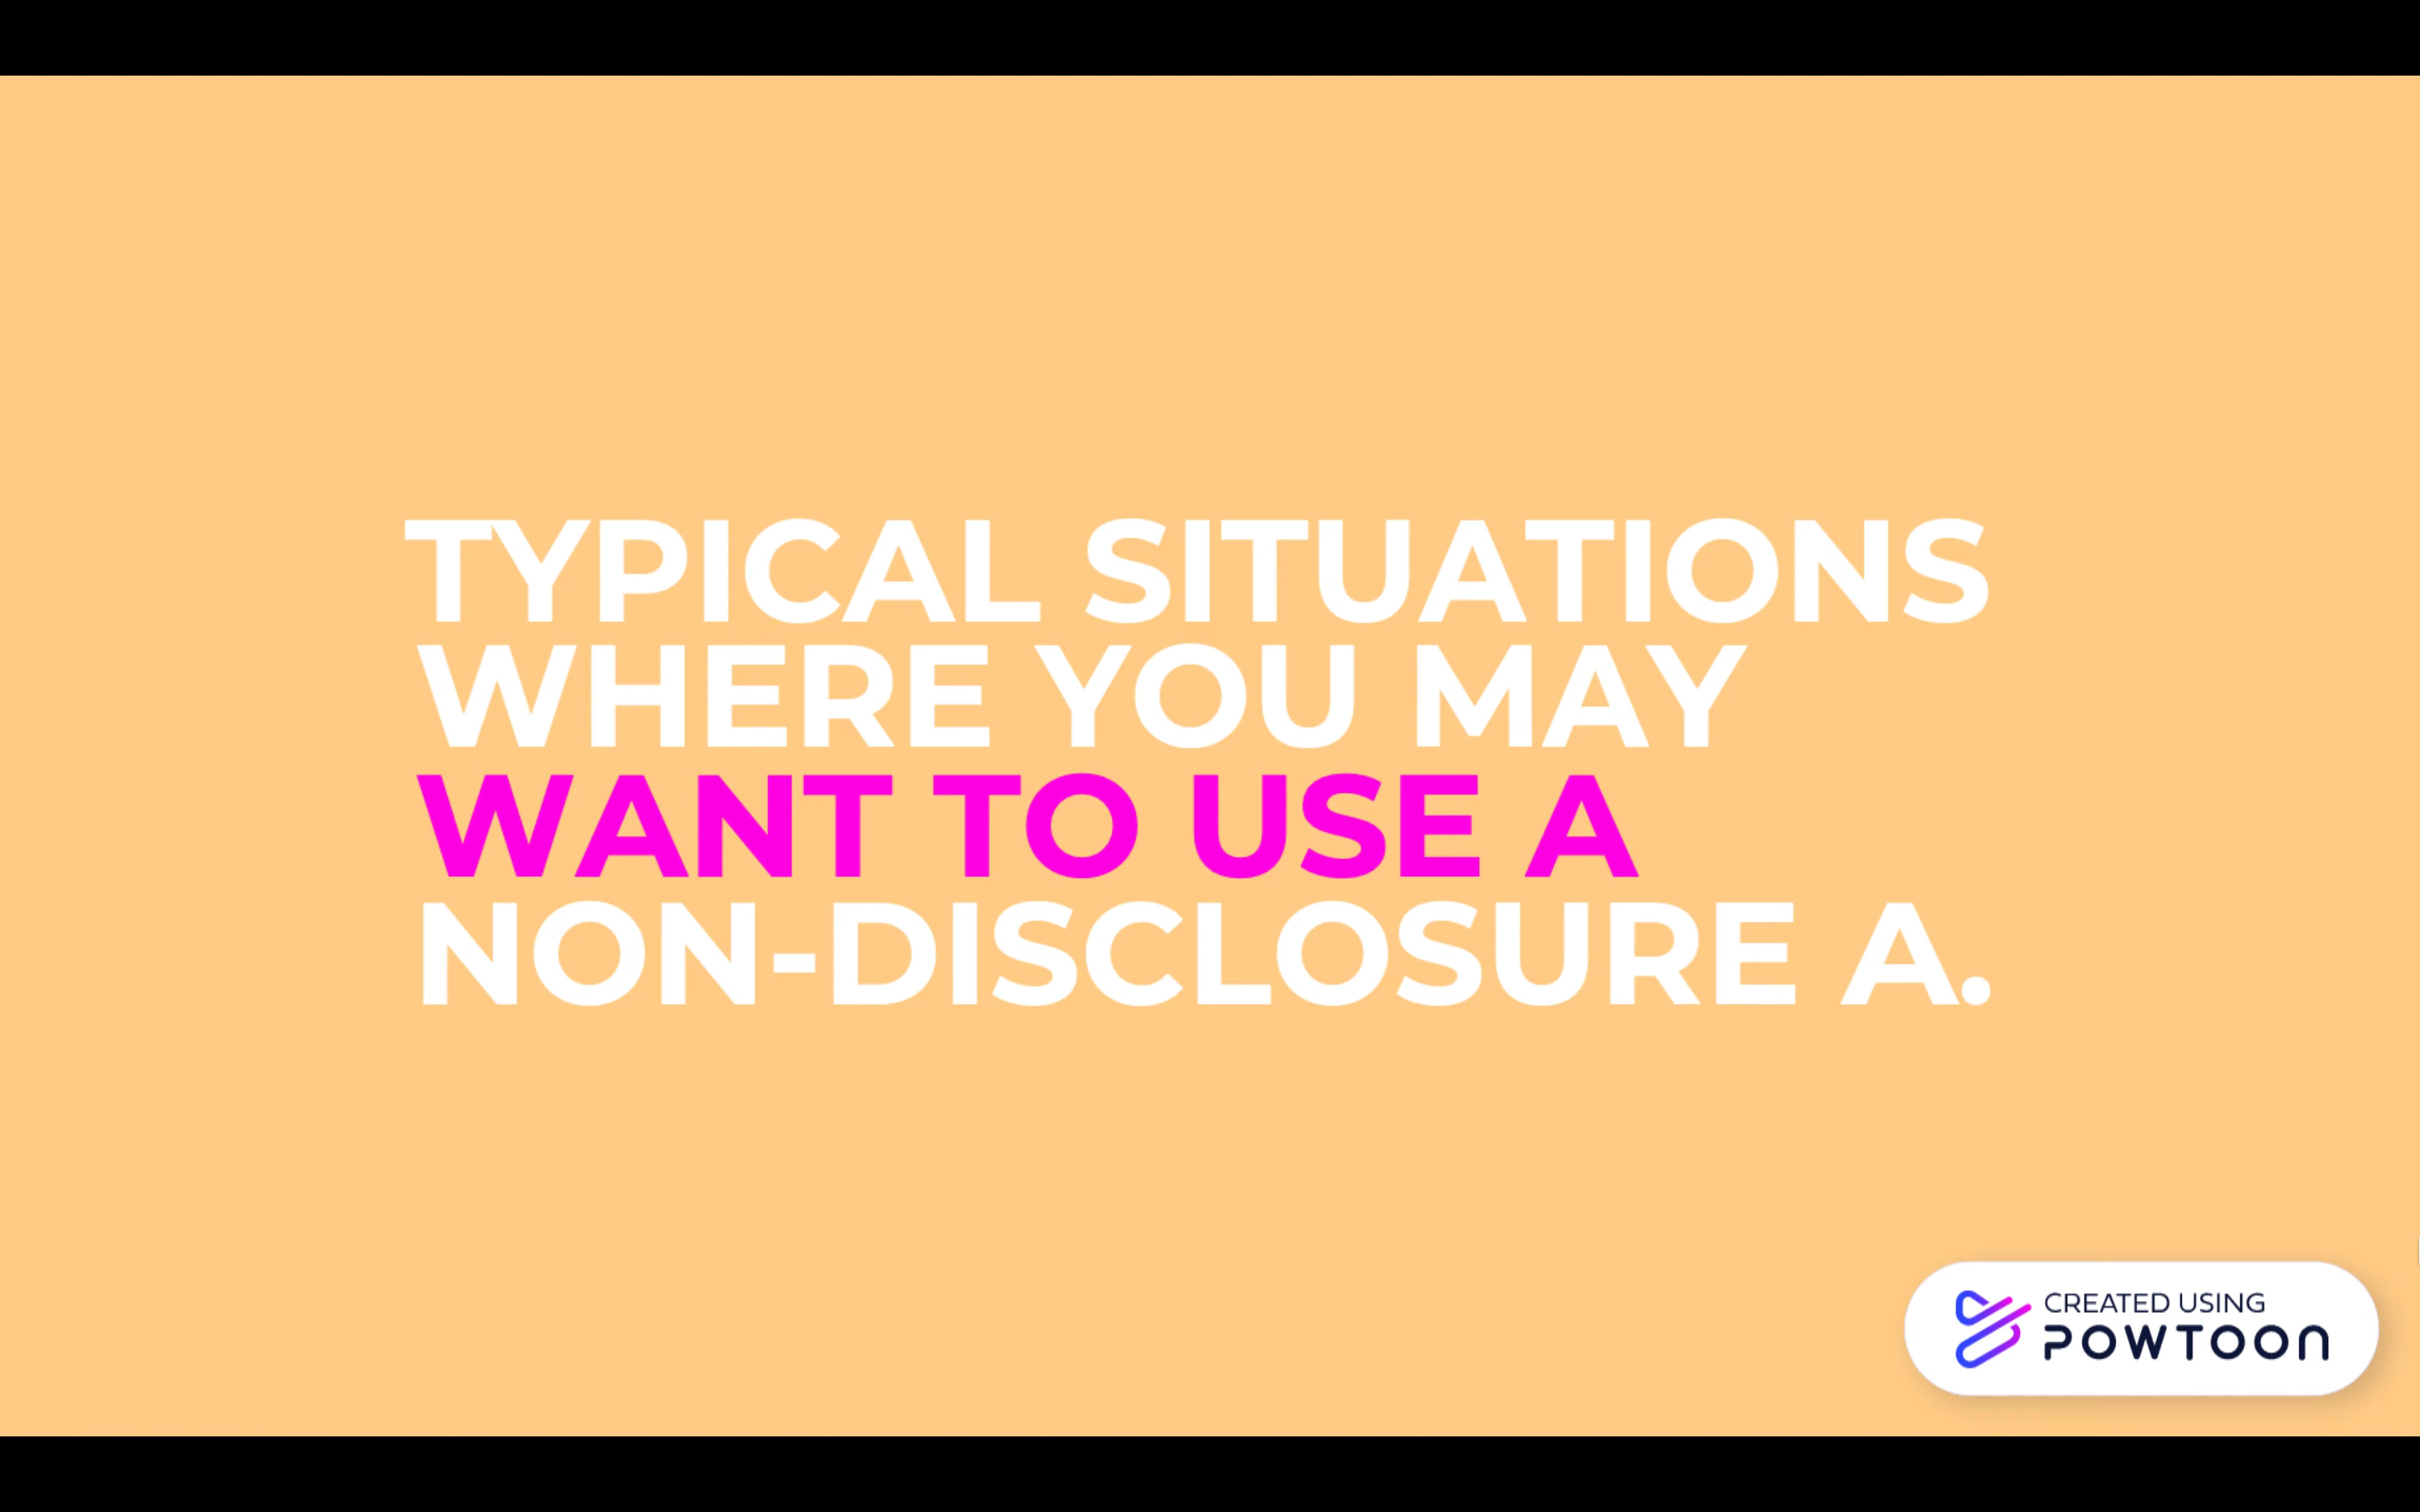 TYPICAL SITUATIONS
WHERE YOU MAY
WANT TO USE A
NON-DISCLOSURE A.
CREATED USING
POWTOON